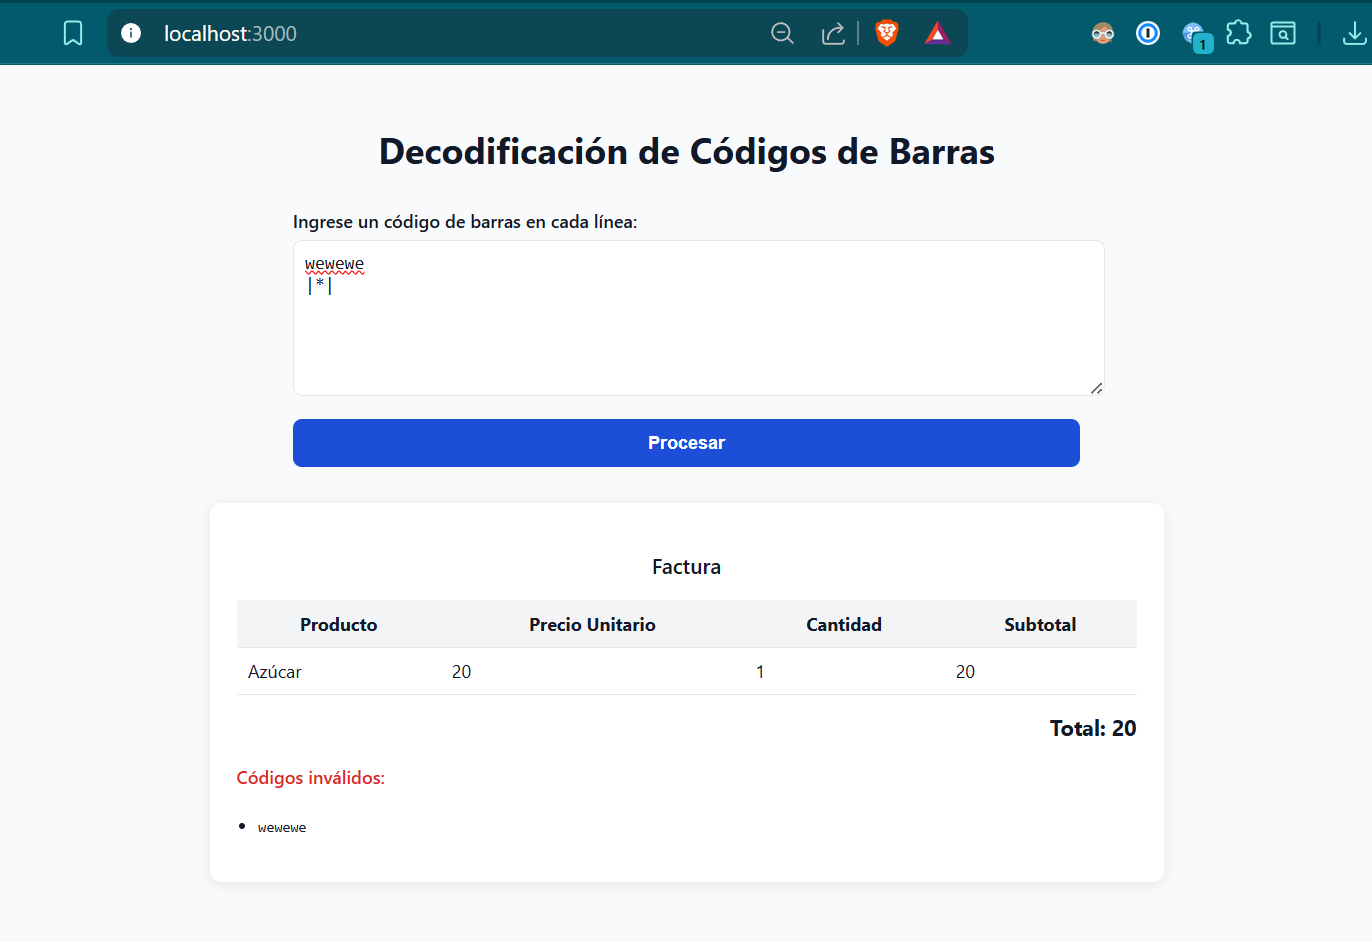 localhost:3000
1
Decodificación de Códigos de Barras
Ingrese un código de barras en cada línea:
wewewe
|*|
Procesar
Factura
Producto Precio Unitario Cantidad Subtotal
Azúcar 20 1 20
Total: 20
Códigos inválidos:
wewewe